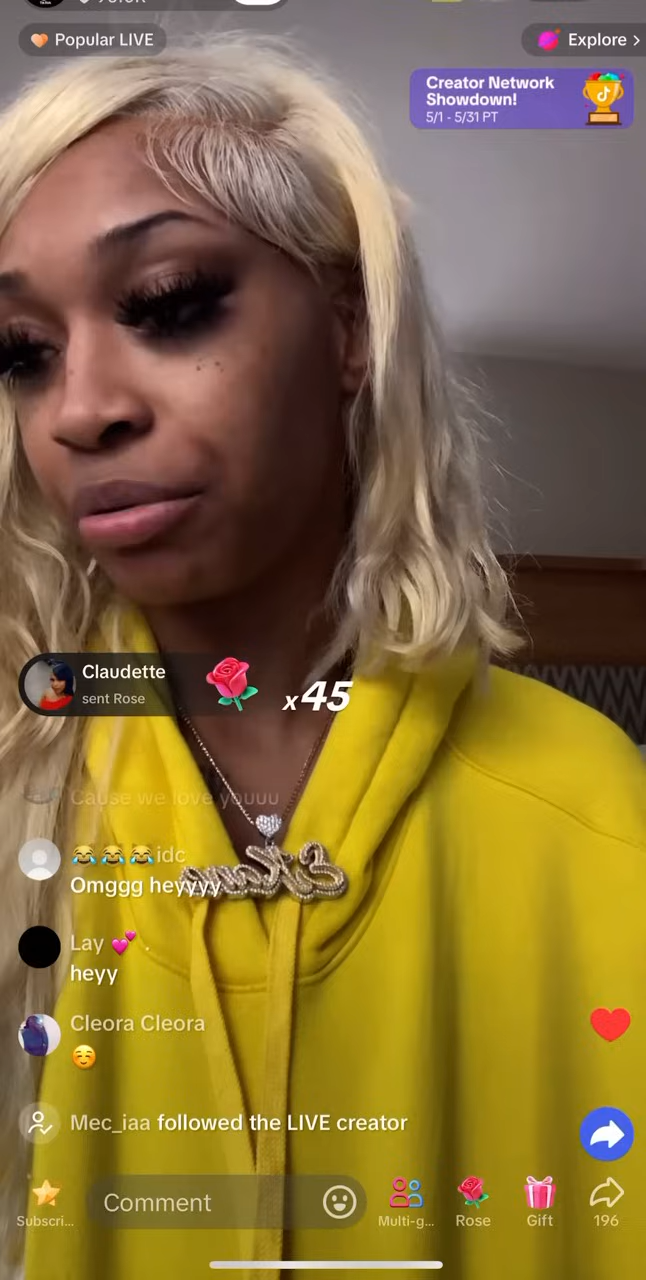 Popular LIVE
Explore >
Creator Network
Showdown!
5/1 - 5/31 PT
Claudette
sent Rose
x45
Cause we love youuu
😂😂😂idc
Omggg heyyyy
Lay 💕 .
heyy
Cleora Cleora
☺️
Mec_iaa followed the LIVE creator
Subscri...
Comment
Multi-g...
Rose
Gift
196